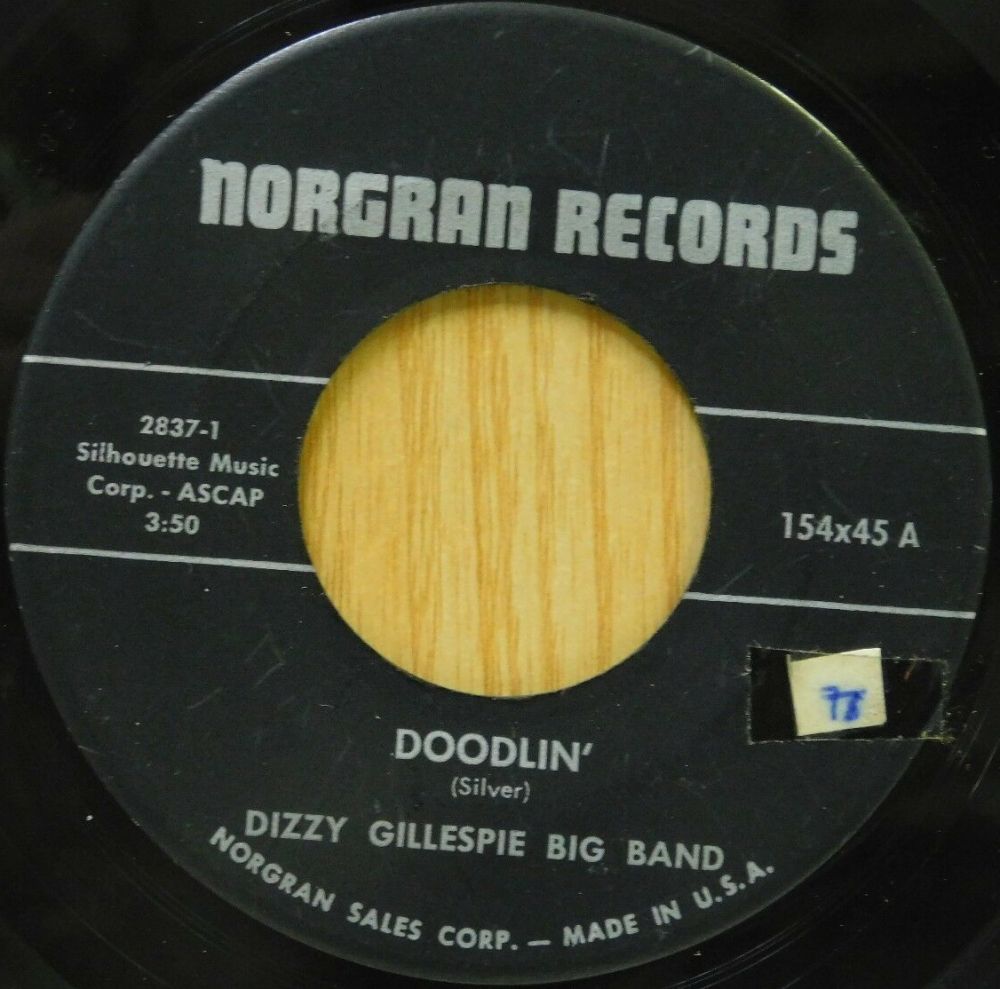 NORGRAN RECORDS
2837-1
Silhouette Music
Corp. - ASCAP
3:50
154x45 A
DOODLIN'
(Silver)
DIZZY GILLESPIE BIG BAND
NORGRAN SALES CORP. — MADE IN U.S.A.